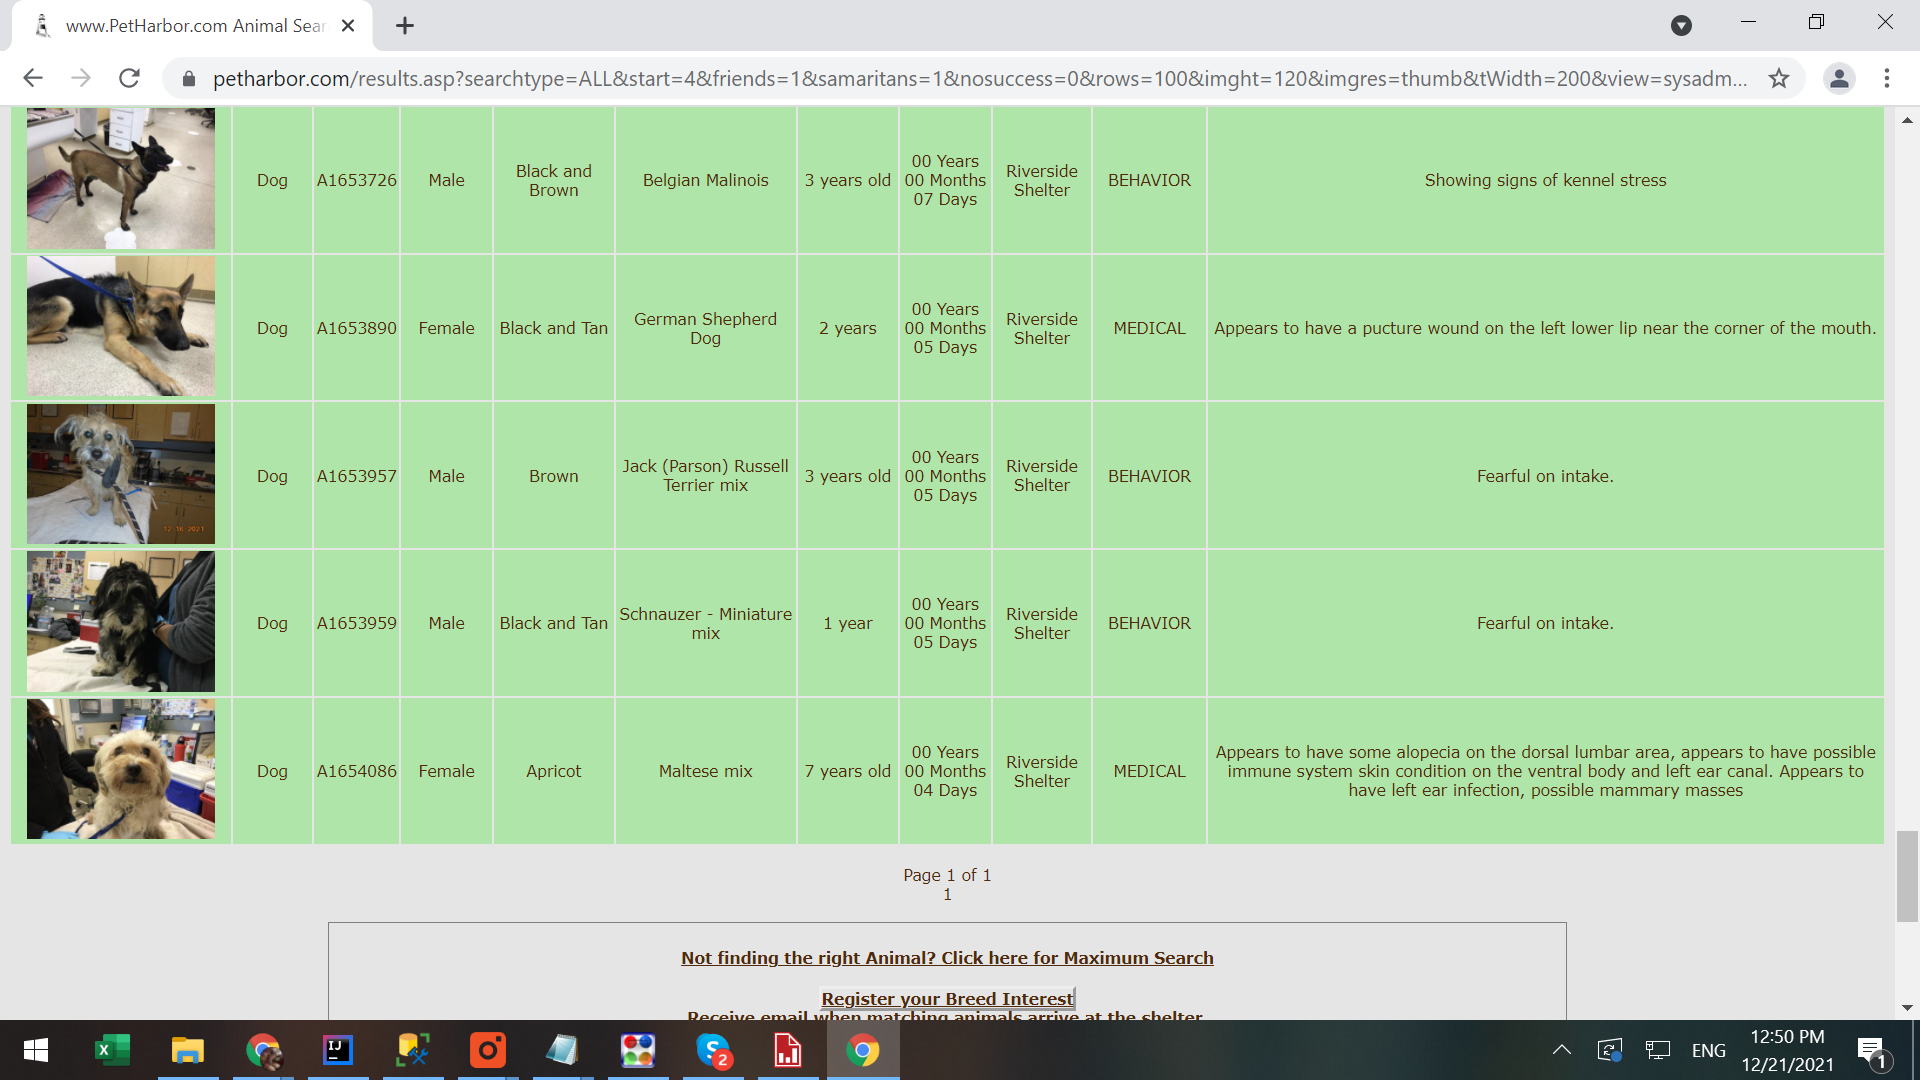 www.PetHarbor.com Animal Sear
petharbor.com/results.asp?searchtype=ALL&start=4&friends=1&samaritans=1&nosuccess=0&rows=100&imght=120&imgres=thumb&tWidth=200&view=sysadm...
Dog A1653726 Male Black and Brown Belgian Malinois 3 years old 00 Years 00 Months 07 Days Riverside Shelter BEHAVIOR Showing signs of kennel stress
Dog A1653890 Female Black and Tan German Shepherd Dog 2 years 00 Years 00 Months 05 Days Riverside Shelter MEDICAL Appears to have a pucture wound on the left lower lip near the corner of the mouth.
Dog A1653957 Male Brown Jack (Parson) Russell Terrier mix 3 years old 00 Years 00 Months 05 Days Riverside Shelter BEHAVIOR Fearful on intake.
12 16 2021
Dog A1653959 Male Black and Tan Schnauzer - Miniature mix 1 year 00 Years 00 Months 05 Days Riverside Shelter BEHAVIOR Fearful on intake.
Dog A1654086 Female Apricot Maltese mix 7 years old 00 Years 00 Months 04 Days Riverside Shelter MEDICAL Appears to have some alopecia on the dorsal lumbar area, appears to have possible immune system skin condition on the ventral body and left ear canal. Appears to have left ear infection, possible mammary masses
Page 1 of 1
1
Not finding the right Animal? Click here for Maximum Search
Register your Breed Interest
Receive email when matching animals arrive at the shelter
X
IJ
S 2
ENG
12:50 PM
12/21/2021
1